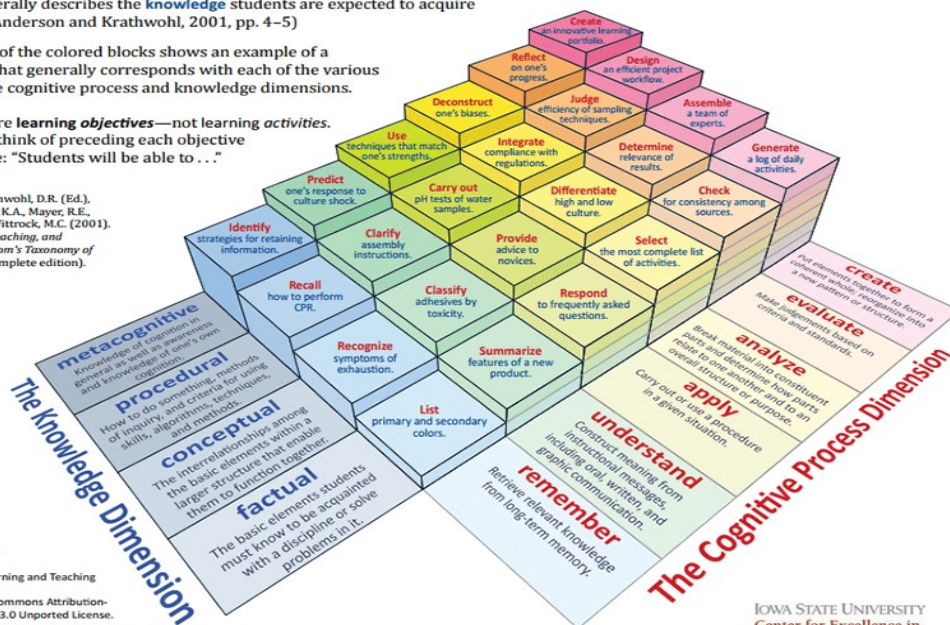 erally describes the knowledge students are expected to acquire
Anderson and Krathwohl, 2001, pp. 4–5)
of the colored blocks shows an example of a
hat generally corresponds with each of the various
e cognitive process and knowledge dimensions.
re learning objectives—not learning activities.
think of preceding each objective
e: “Students will be able to . . .”
nwohl, D.R. (Ed.),
K.A., Mayer, R.E.,
Wittrock, M.C. (2001).
aching, and
om's Taxonomy of
mplete edition).
Create
an innovative learning
portfolio.
Reflect
on one's
progress.
Design
an efficient project
workflow.
Deconstruct
one's biases.
Judge
efficiency of sampling
techniques.
Assemble
a team of
experts.
Use
techniques that match
one's strengths.
Integrate
compliance with
regulations.
Determine
relevance of
results.
Generate
a log of daily
activities.
Predict
one's response to
culture shock.
Carry out
pH tests of water
samples.
Differentiate
high and low
culture.
Check
for consistency among
sources.
Identify
strategies for retaining
information.
Clarify
assembly
instructions.
Provide
advice to
novices.
Select
the most complete list
of activities.
Recall
how to perform
CPR.
Classify
adhesives by
toxicity.
Respond
to frequently asked
questions.
Recognize
symptoms of
exhaustion.
Summarize
features of a new
product.
List
primary and secondary
colors.
metacognitive
Knowledge of cognition in
general as well as awareness
and knowledge of one's own
cognition.
procedural
How to do something, methods
of inquiry, and criteria for using
skills, algorithms, techniques,
and methods.
conceptual
The interrelationships among
the basic elements within a
larger structure that enable
them to function together.
factual
The basic elements students
must know to be acquainted
with a discipline or solve
problems in it.
The Knowledge Dimension
create
Put elements together to form a
coherent whole; reorganize into
a new pattern or structure.
evaluate
Make judgements based on
criteria and standards.
analyze
Break material into constituent
parts and determine how parts
relate to one another and to an
overall structure or purpose.
apply
Carry out or use a procedure
in a given situation.
understand
Construct meaning from
instructional messages,
including oral, written, and
graphic communication.
remember
Retrieve relevant knowledge
from long-term memory.
The Cognitive Process Dimension
rning and Teaching
ommons Attribution-
3.0 Unported License.
IOWA STATE UNIVERSITY
Center for Excellence in